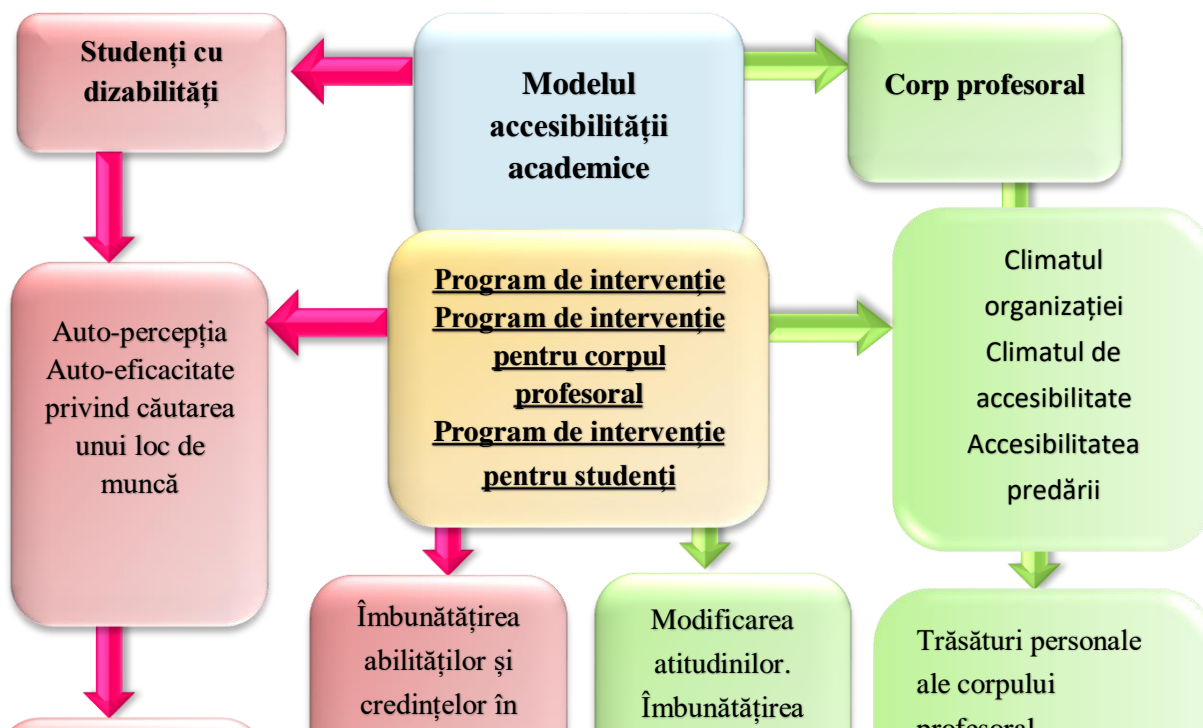 Studenți cu
dizabilități
Modelul
accesibilității
academice
Corp profesoral
Auto-percepția
Auto-eficacitate
privind căutarea
unui loc de
muncă
Program de intervenție
Program de intervenție
pentru corpul
profesoral
Program de intervenție
pentru studenți
Climatul
organizației
Climatul de
accesibilitate
Accesibilitatea
predării
Îmbunătățirea
abilităților și
credințelor în
Modificarea
atitudinilor.
Îmbunătățirea
Trăsături personale
ale corpului
profesoral